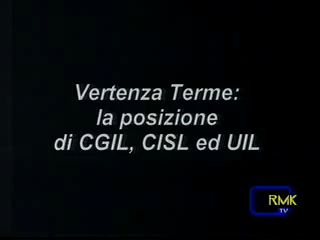 Vertenza Terme:
la posizione
di CGIL, CISL ed UIL
RMK
TV